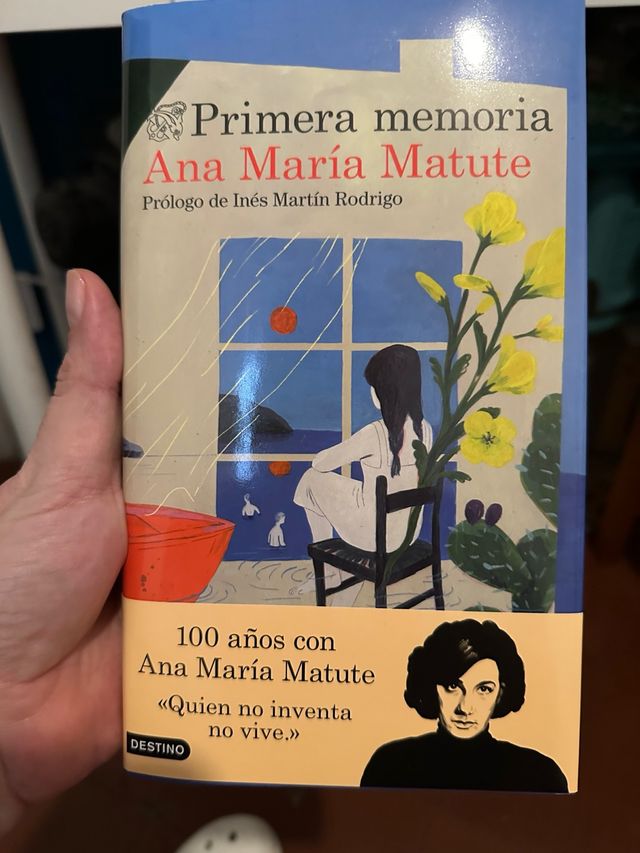 Primera memoria
Ana María Matute
Prólogo de Inés Martín Rodrigo
100 años con
Ana María Matute
«Quien no inventa
no vive.»
DESTINO